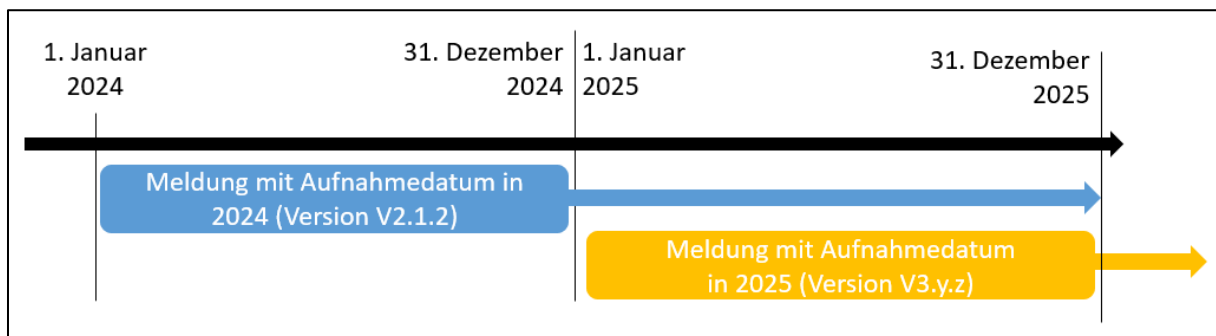 1. Januar
2024
31. Dezember
2024
1. Januar
2025
31. Dezember
2025
Meldung mit Aufnahmedatum in
2024 (Version V2.1.2)
Meldung mit Aufnahmedatum
in 2025 (Version V3.y.z)